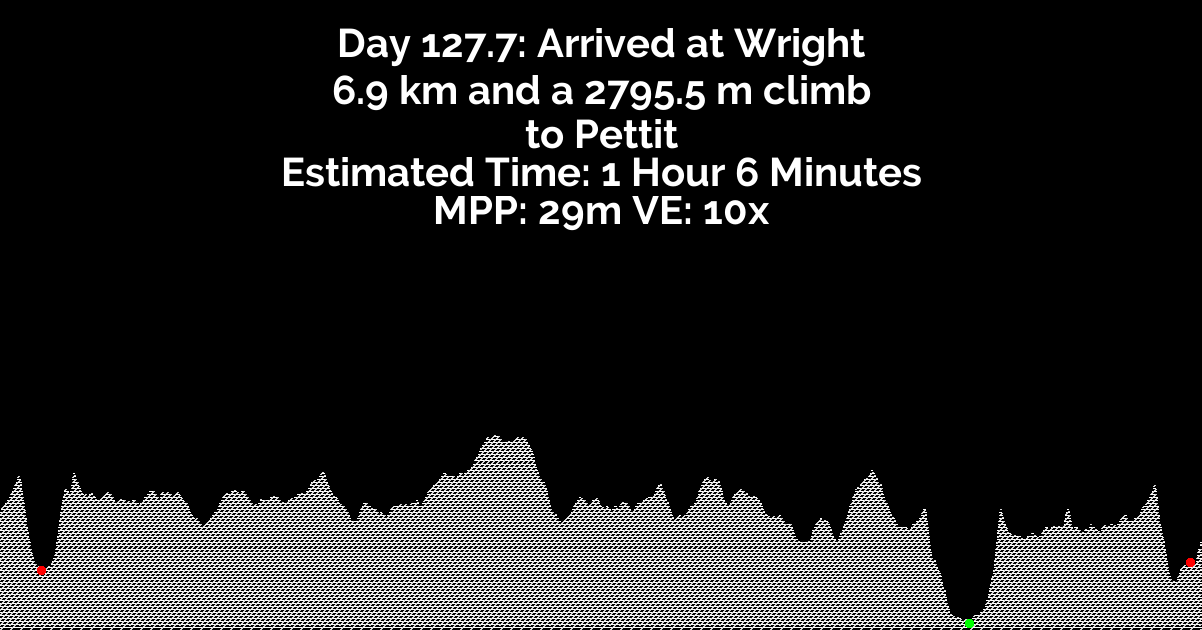 Day 127.7: Arrived at Wright
6.9 km and a 2795.5 m climb
to Pettit
Estimated Time: 1 Hour 6 Minutes
MPP: 29m VE: 10x